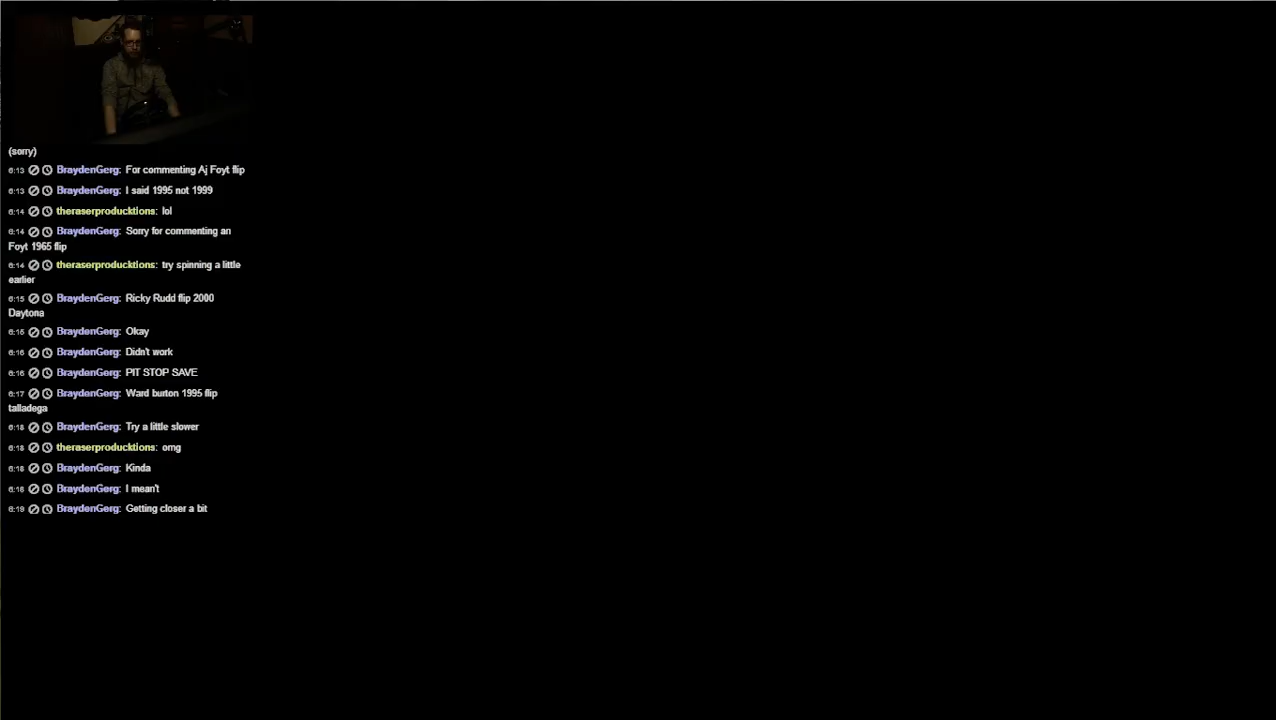 (sorry)
6:13 BraydenGerg: For commenting Aj Foyt flip
6:13 BraydenGerg: I said 1995 not 1999
6:14 theraserproducktions: lol
6:14 BraydenGerg: Sorry for commenting an
Foyt 1965 flip
6:14 theraserproducktions: try spinning a little
earlier
6:15 BraydenGerg: Ricky Rudd flip 2000
Daytona
6:15 BraydenGerg: Okay
6:16 BraydenGerg: Didn't work
6:16 BraydenGerg: PIT STOP SAVE
6:17 BraydenGerg: Ward burton 1995 flip
talladega
6:18 BraydenGerg: Try a little slower
6:18 theraserproducktions: omg
6:18 BraydenGerg: Kinda
6:18 BraydenGerg: I mean't
6:19 BraydenGerg: Getting closer a bit